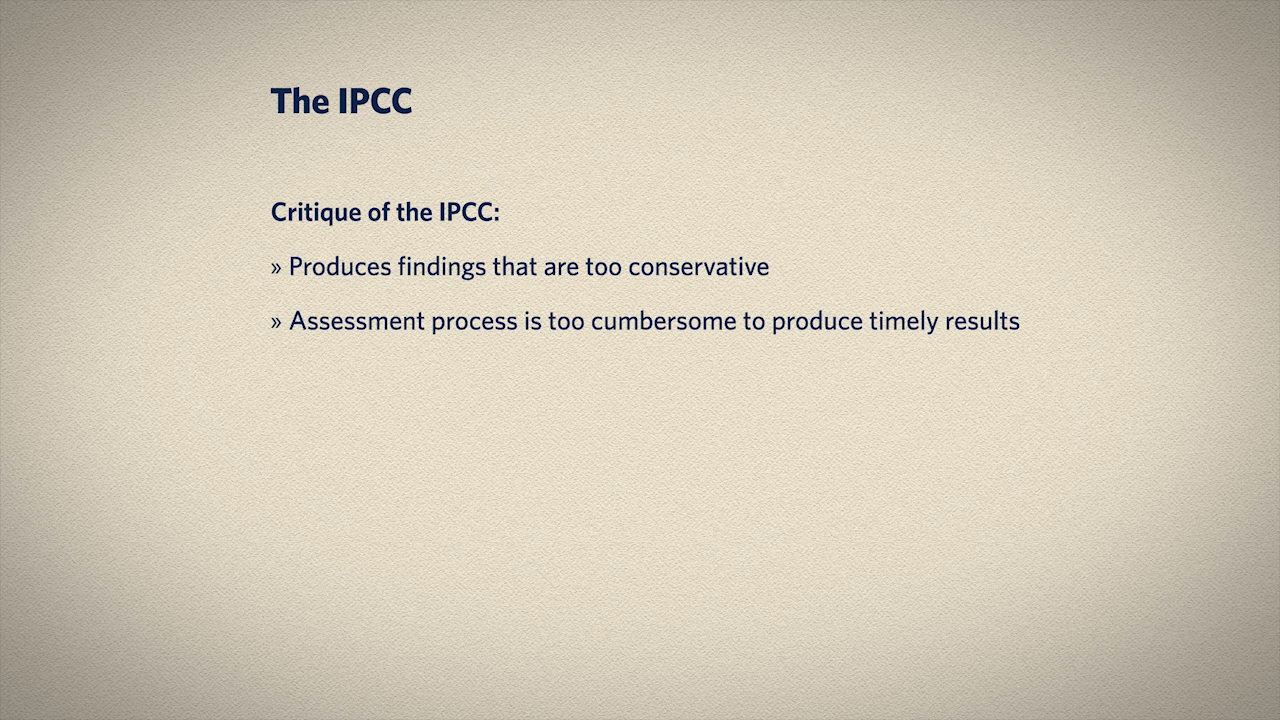 The IPCC
Critique of the IPCC:
» Produces findings that are too conservative
» Assessment process is too cumbersome to produce timely results